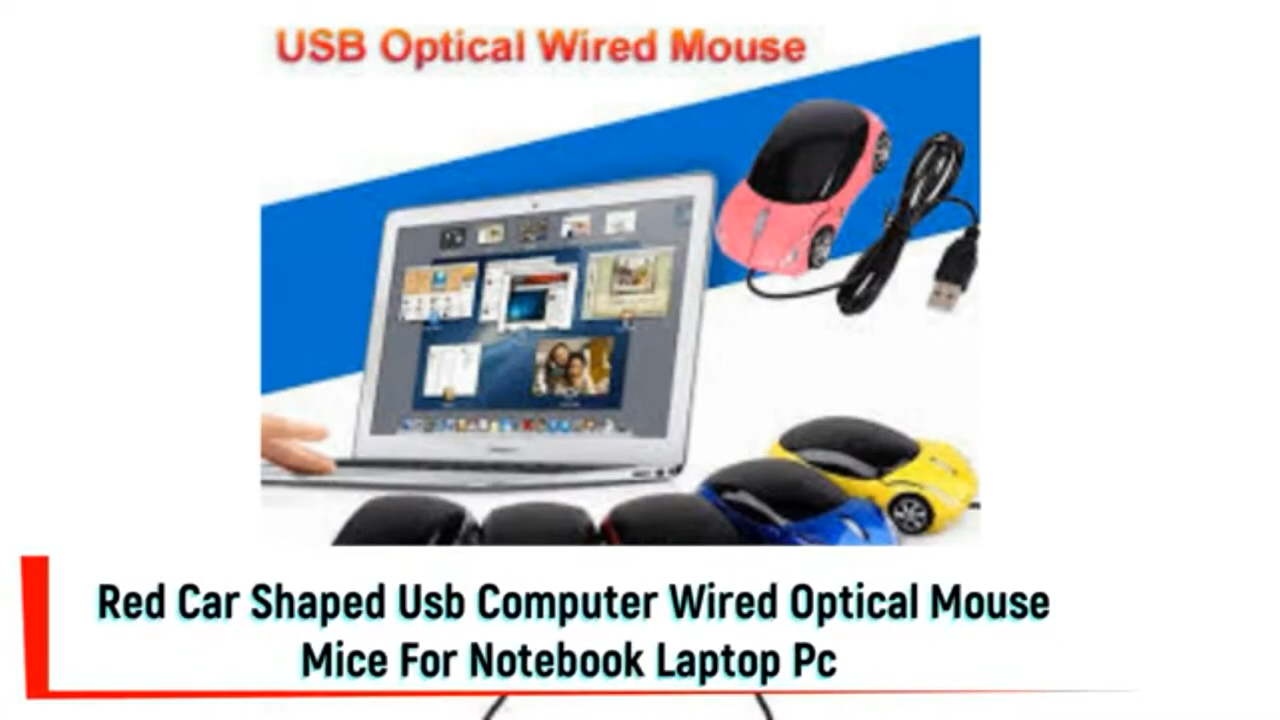 USB Optical Wired Mouse
Red Car Shaped Usb Computer Wired Optical Mouse
Mice For Notebook Laptop Pc